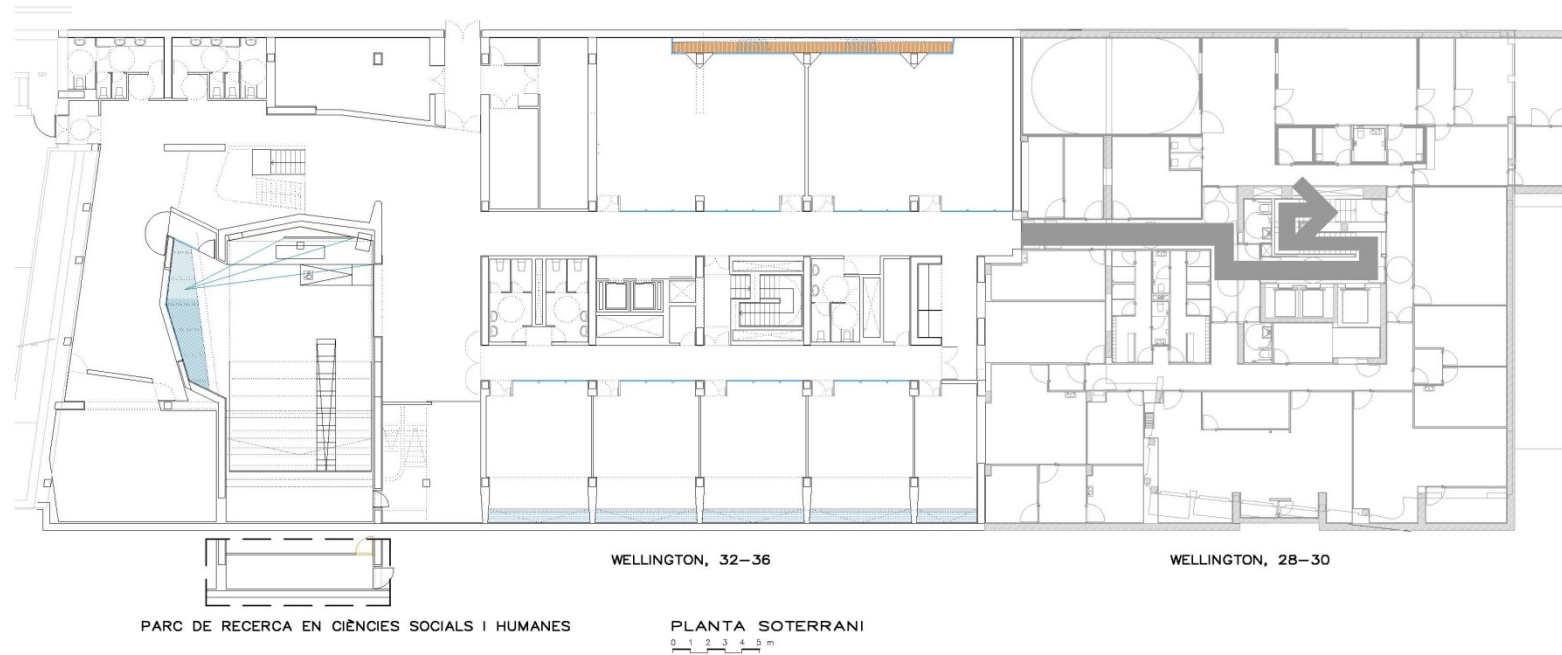 WELLINGTON, 32–36
WELLINGTON, 28–30
PARC DE RECERCA EN CIÈNCIES SOCIALS I HUMANES
PLANTA SOTERRANI
0 1 2 3 4 5 m